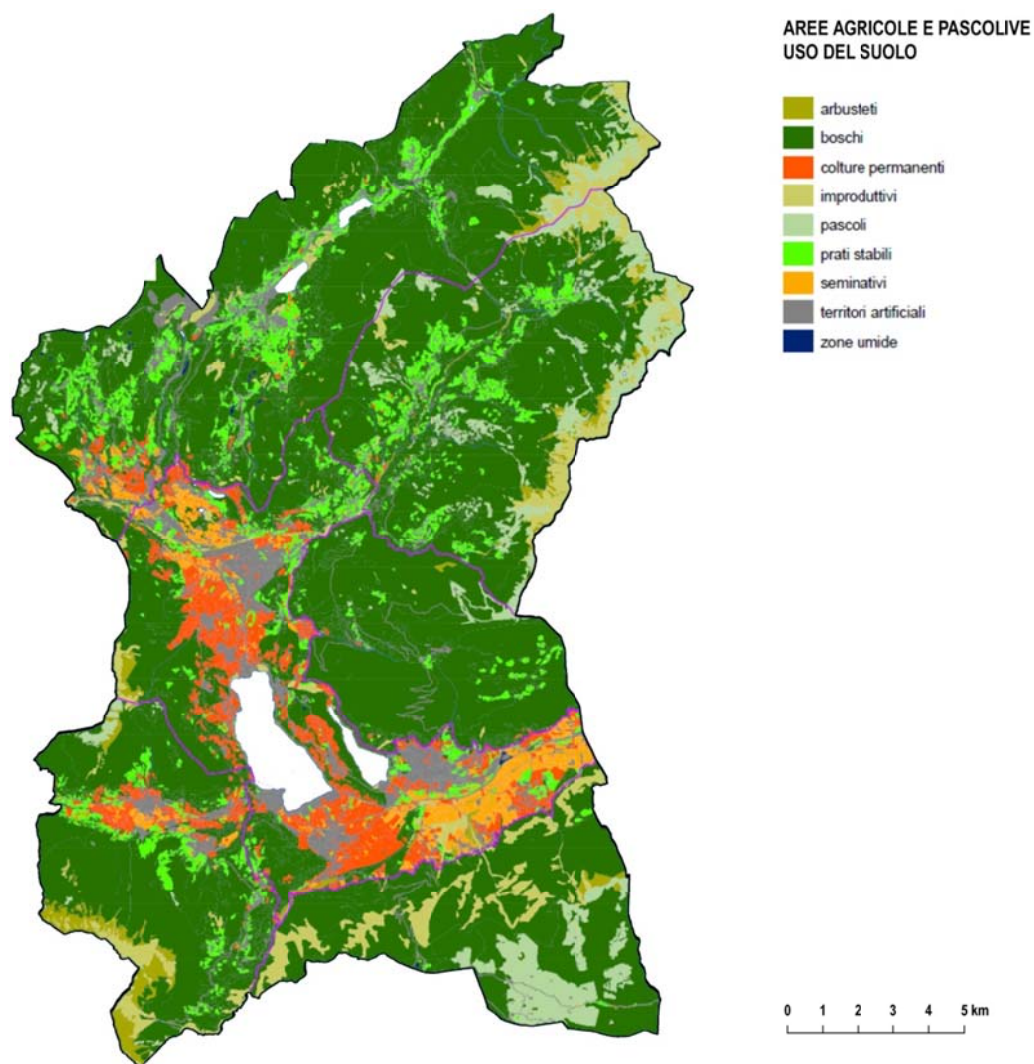 AREE AGRICOLE E PASCOLIVE
USO DEL SUOLO
arbusteti
boschi
colture permanenti
improduttivi
pascoli
prati stabili
seminativi
territori artificiali
zone umide
0 1 2 3 4 5 km